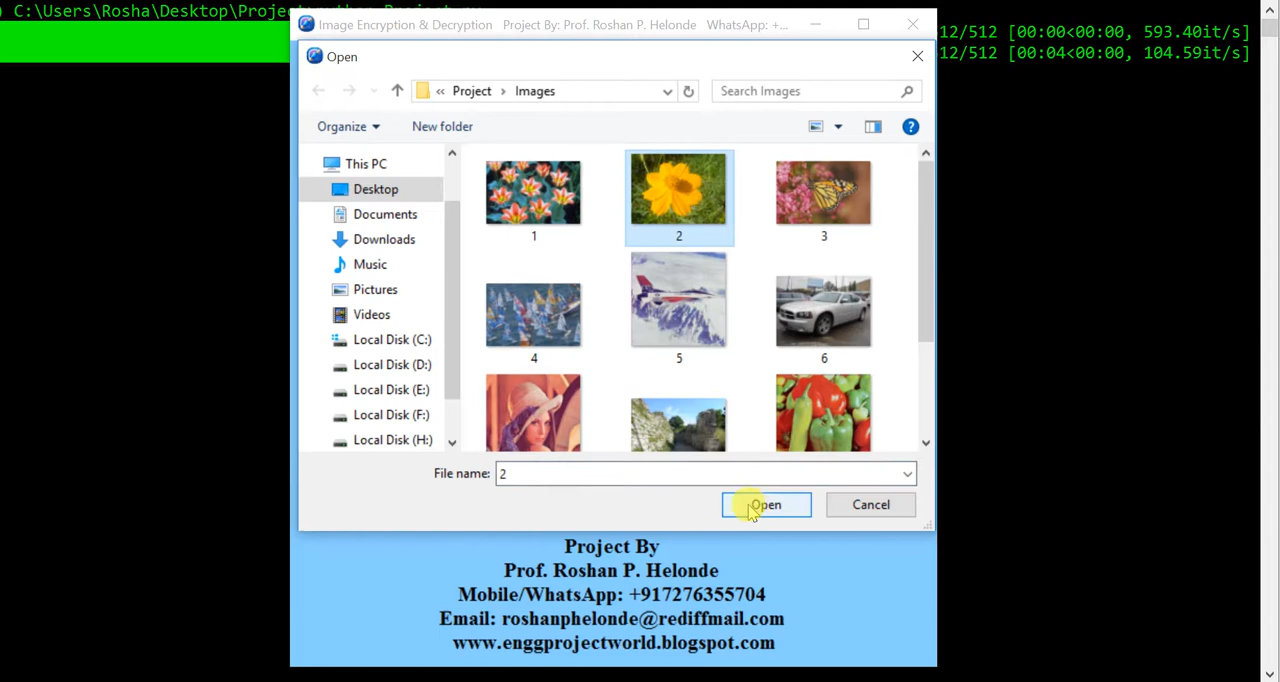 C:\Users\Rosha\Desktop\Project
Image Encryption & Decryption Project By: Prof. Roshan P. Helonde WhatsApp: +...
12/512 [00:00<00:00, 593.40it/s]
12/512 [00:04<00:00, 104.59it/s]
Open
« Project › Images
Search Images
Organize
New folder
This PC
Desktop
Documents
Downloads
Music
Pictures
Videos
Local Disk (C:)
Local Disk (D:)
Local Disk (E:)
Local Disk (F:)
Local Disk (H:)
1
2
3
4
5
6
File name: 2
Open
Cancel
Project By
Prof. Roshan P. Helonde
Mobile/WhatsApp: +917276355704
Email: roshanphelonde@rediffmail.com
www.enggprojectworld.blogspot.com